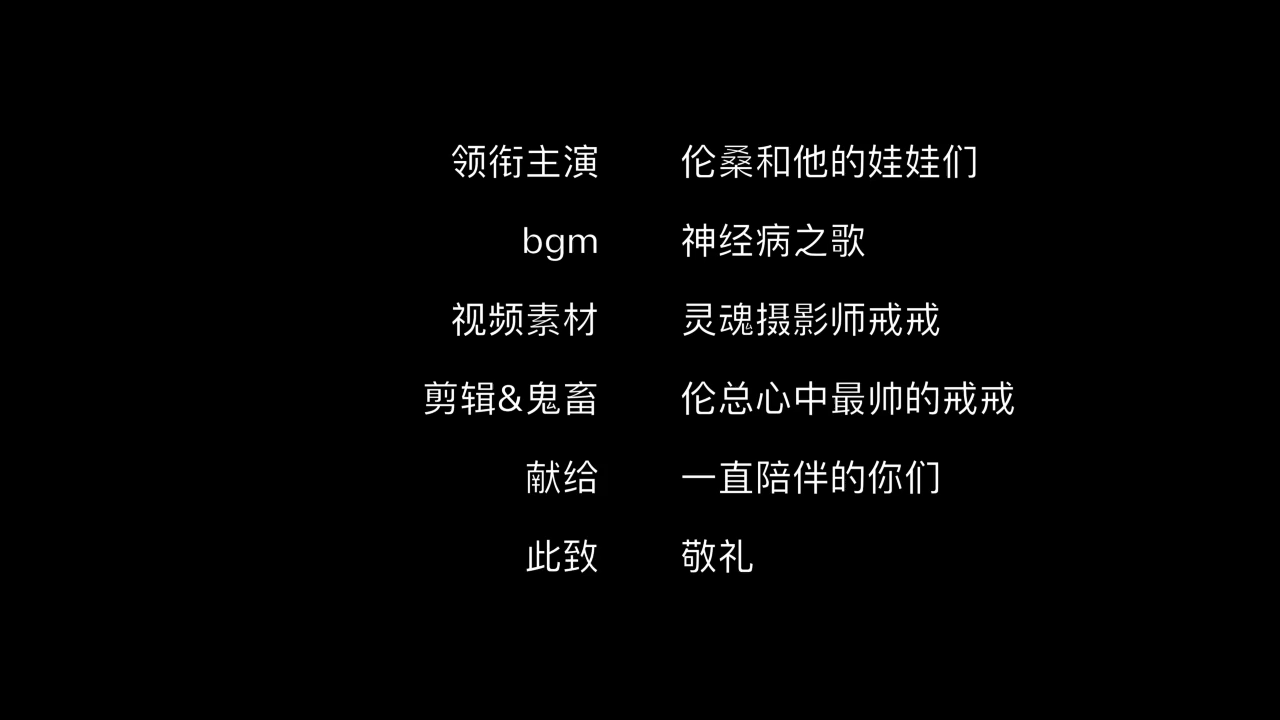 领衔主演 伦桑和他的娃娃们
bgm 神经病之歌
视频素材 灵魂摄影师戒戒
剪辑&鬼畜 伦总心中最帅的戒戒
献给 一直陪伴的你们
此致 敬礼